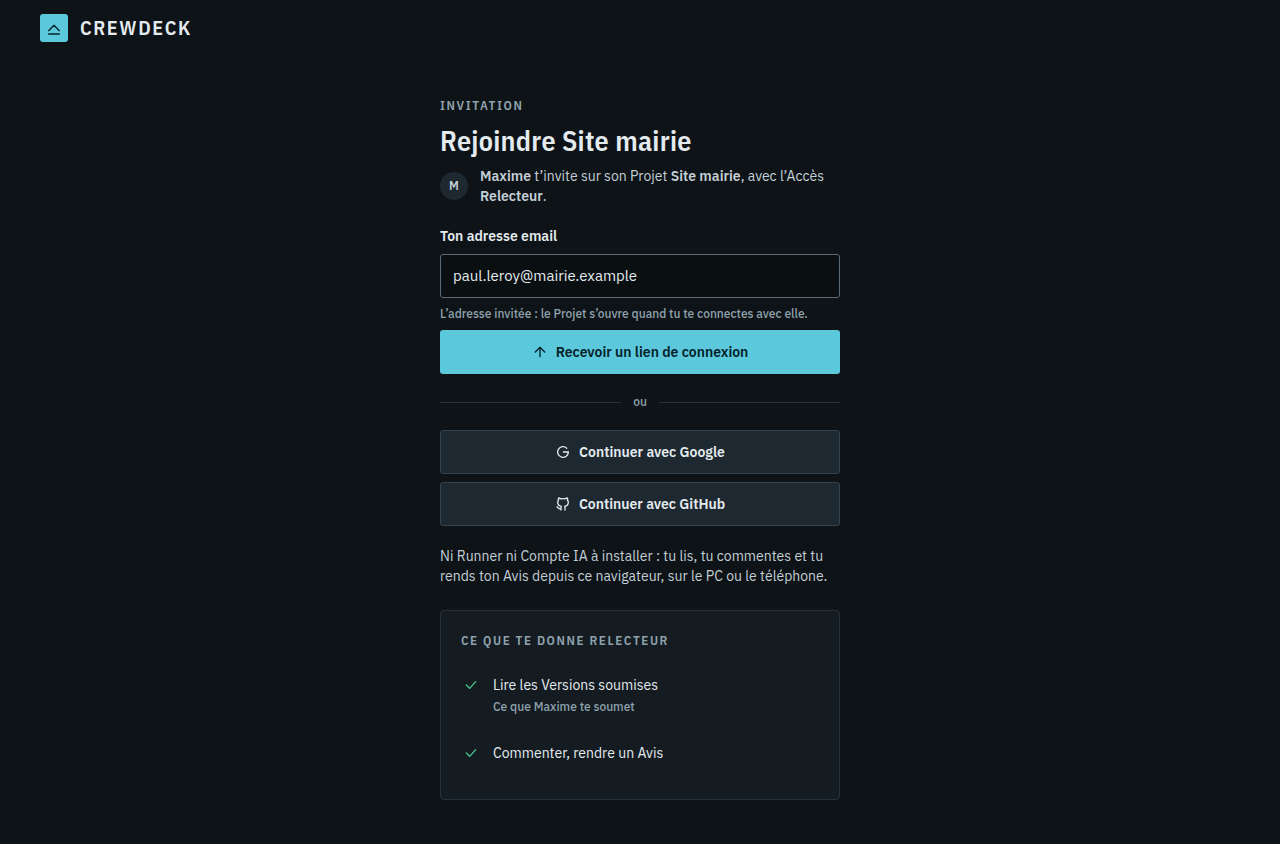 CREWDECK
INVITATION
Rejoindre Site mairie
M
Maxime t’invite sur son Projet Site mairie, avec l’Accès
Relecteur.
Ton adresse email
paul.leroy@mairie.example
L’adresse invitée : le Projet s’ouvre quand tu te connectes avec elle.
Recevoir un lien de connexion
ou
Continuer avec Google
Continuer avec GitHub
Ni Runner ni Compte IA à installer : tu lis, tu commentes et tu
rends ton Avis depuis ce navigateur, sur le PC ou le téléphone.
CE QUE TE DONNE RELECTEUR
Lire les Versions soumises
Ce que Maxime te soumet
Commenter, rendre un Avis